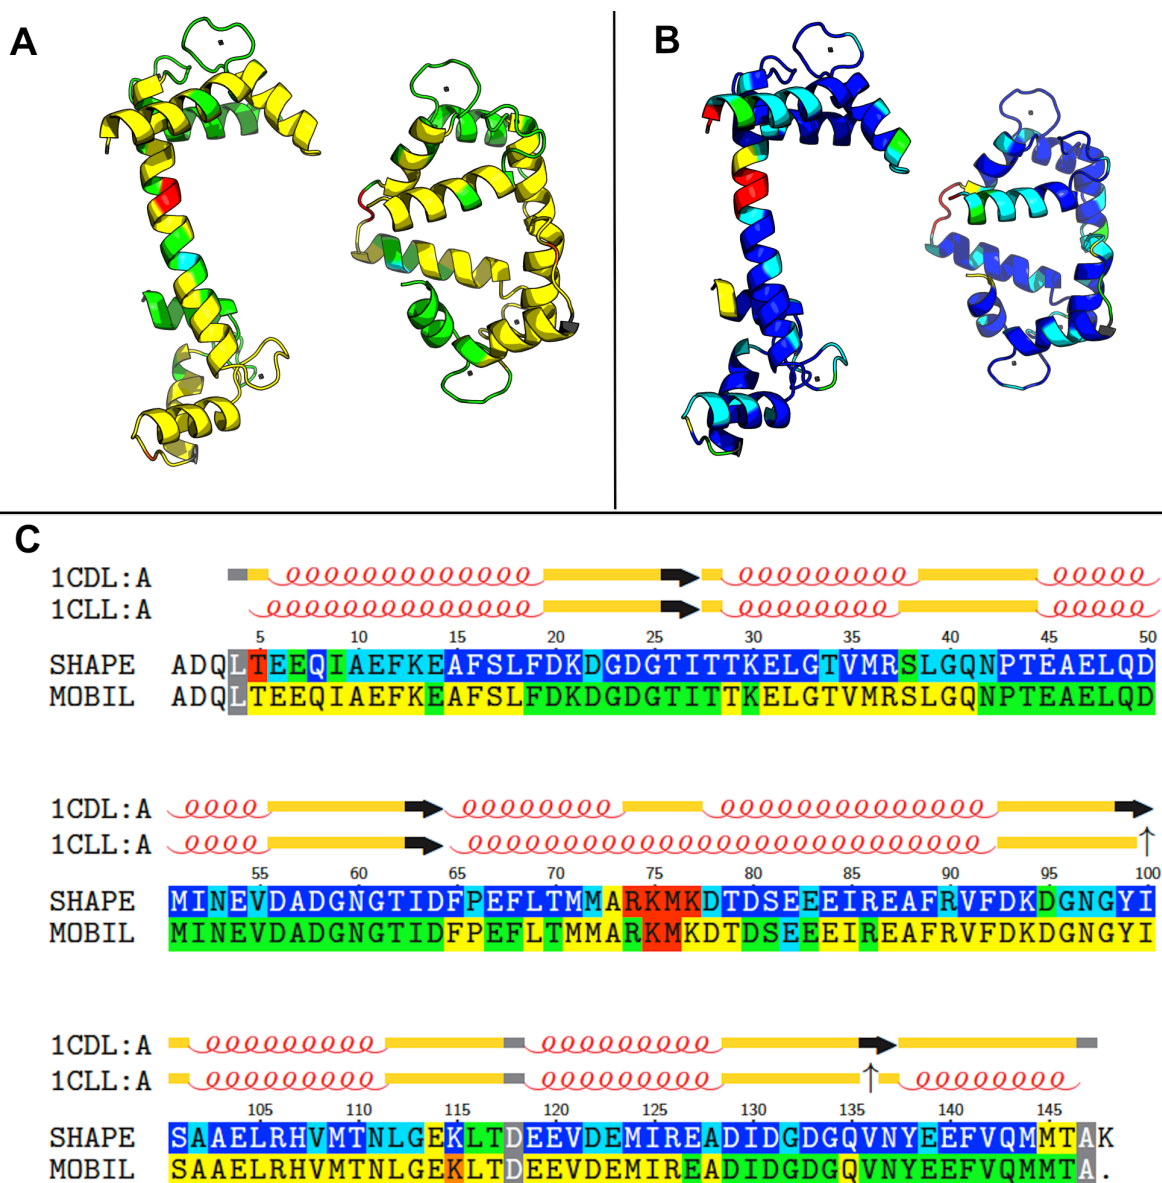 A
B
C
1CDL:A
1CLL:A
5 10 15 20 25 30 35 40 45 50
SHAPE ADQLTEEQIAEFKEAFSLFDKDGDGTITTKELGTVMRSLGQNPTEAELQD
MOBIL ADQLTEEQIAEFKEAFSLFDKDGDGTITTKELGTVMRSLGQNPTEAELQD
1CDL:A
1CLL:A
55 60 65 70 75 80 85 90 95 100
SHAPE MINEVDADGNGTIDFPEFLTMMARKMKDTDSEEEIREAFRVFDKDGNGYI
MOBIL MINEVDADGNGTIDFPEFLTMMARKMKDTDSEEEIREAFRVFDKDGNGYI
1CDL:A
1CLL:A
105 110 115 120 125 130 135 140 145
SHAPE SAAELRHVMTNLGEKLTDEEVDEMIREADIDGDGQVNYEEFVQMMTAK
MOBIL SAAELRHVMTNLGEKLTDEEVDEMIREADIDGDGQVNYEEFVQMMTA.